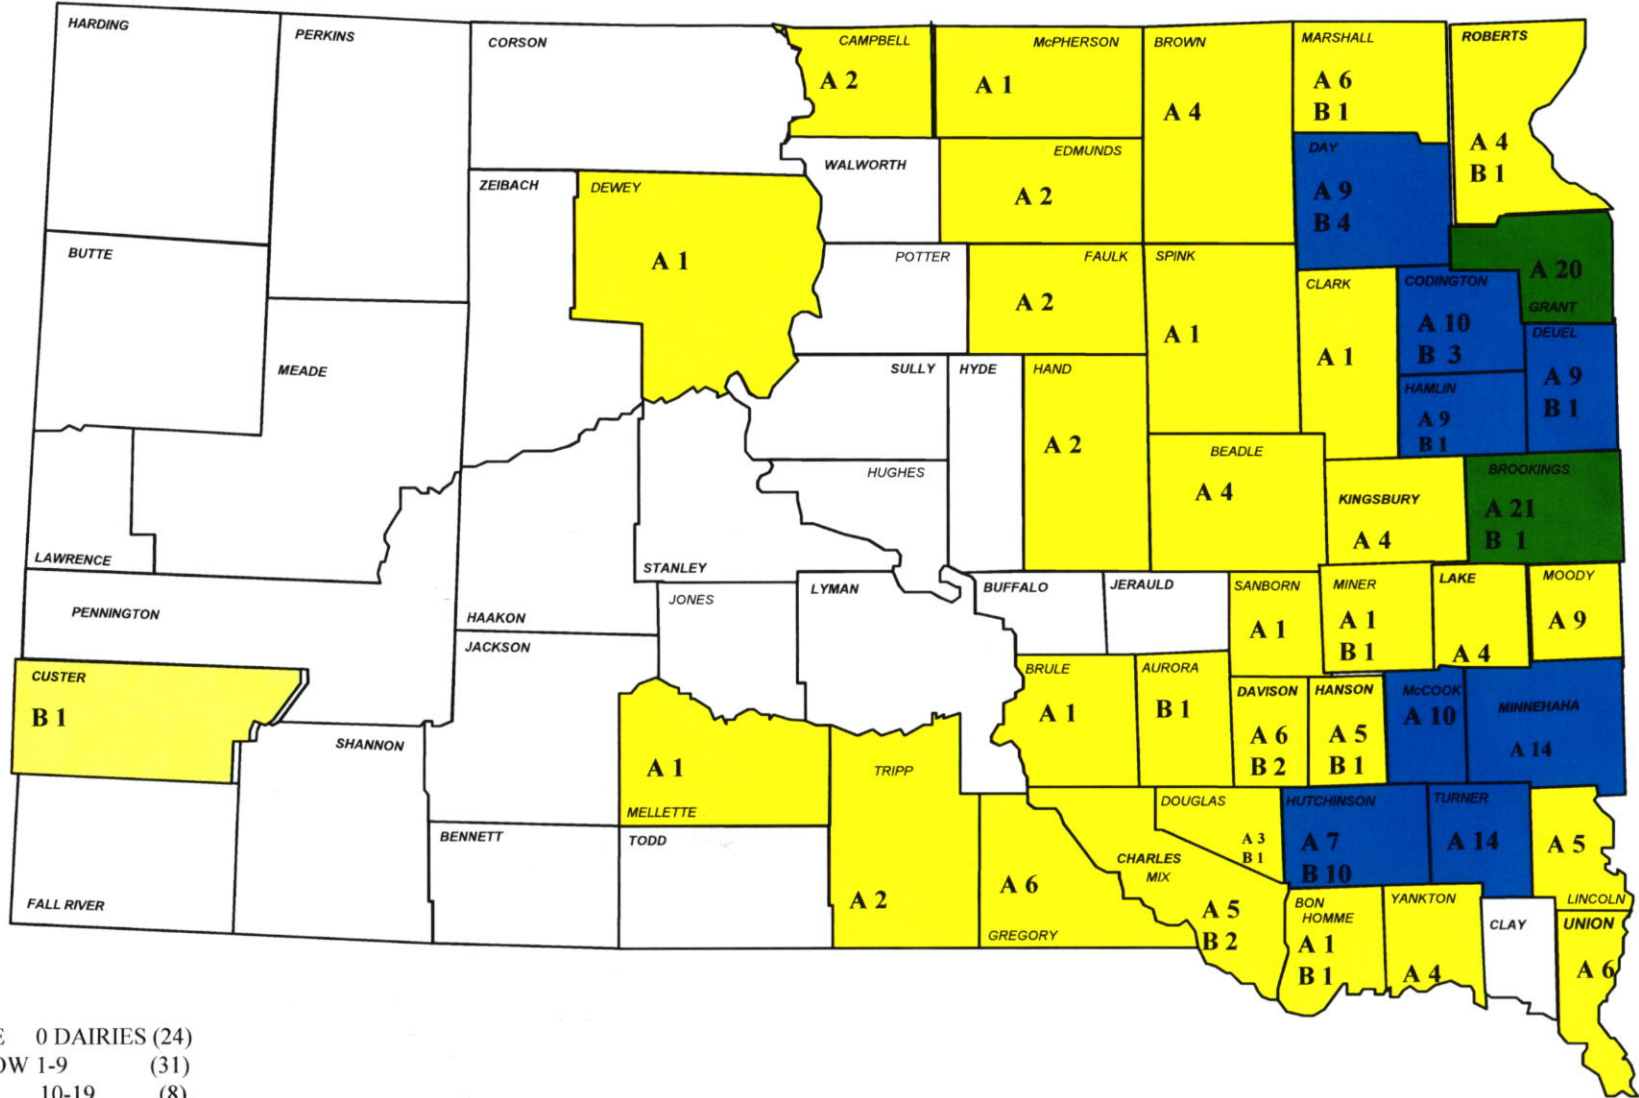 HARDING
PERKINS
CORSON
CAMPBELL
A 2
McPHERSON
A 1
BROWN
A 4
MARSHALL
A 6
B 1
ROBERTS
A 4
B 1
WALWORTH
EDMUNDS
A 2
DAY
A 9
B 4
ZEIBACH
DEWEY
A 1
BUTTE
POTTER
FAULK
A 2
SPINK
A 1
CLARK
A 1
CODINGTON
A 10
B 3
A 20
GRANT
DEUEL
A 9
B 1
MEADE
SULLY
HYDE
HAND
A 2
HAMLIN
A 9
B 1
BEADLE
A 4
HUGHES
KINGSBURY
A 4
BROOKINGS
A 21
B 1
LAWRENCE
STANLEY
PENNINGTON
HAAKON
JONES
LYMAN
BUFFALO
JERAULD
SANBORN
A 1
MINER
A 1
B 1
LAKE
A 4
MOODY
A 9
JACKSON
CUSTER
B 1
BRULE
A 1
AURORA
B 1
DAVISON
A 6
B 2
HANSON
A 5
B 1
McCOOK
A 10
MINNEHAHA
A 14
SHANNON
A 1
MELLETTE
TRIPP
A 2
DOUGLAS
A 3
B 1
HUTCHINSON
A 7
B 10
TURNER
A 14
A 5
LINCOLN
BENNETT
TODD
A 6
GREGORY
CHARLES
MIX
A 5
B 2
FALL RIVER
BON
HOMME
A 1
B 1
YANKTON
A 4
CLAY
UNION
A 6
E 0 DAIRIES (24)
OW 1-9 (31)
10-19 (8)